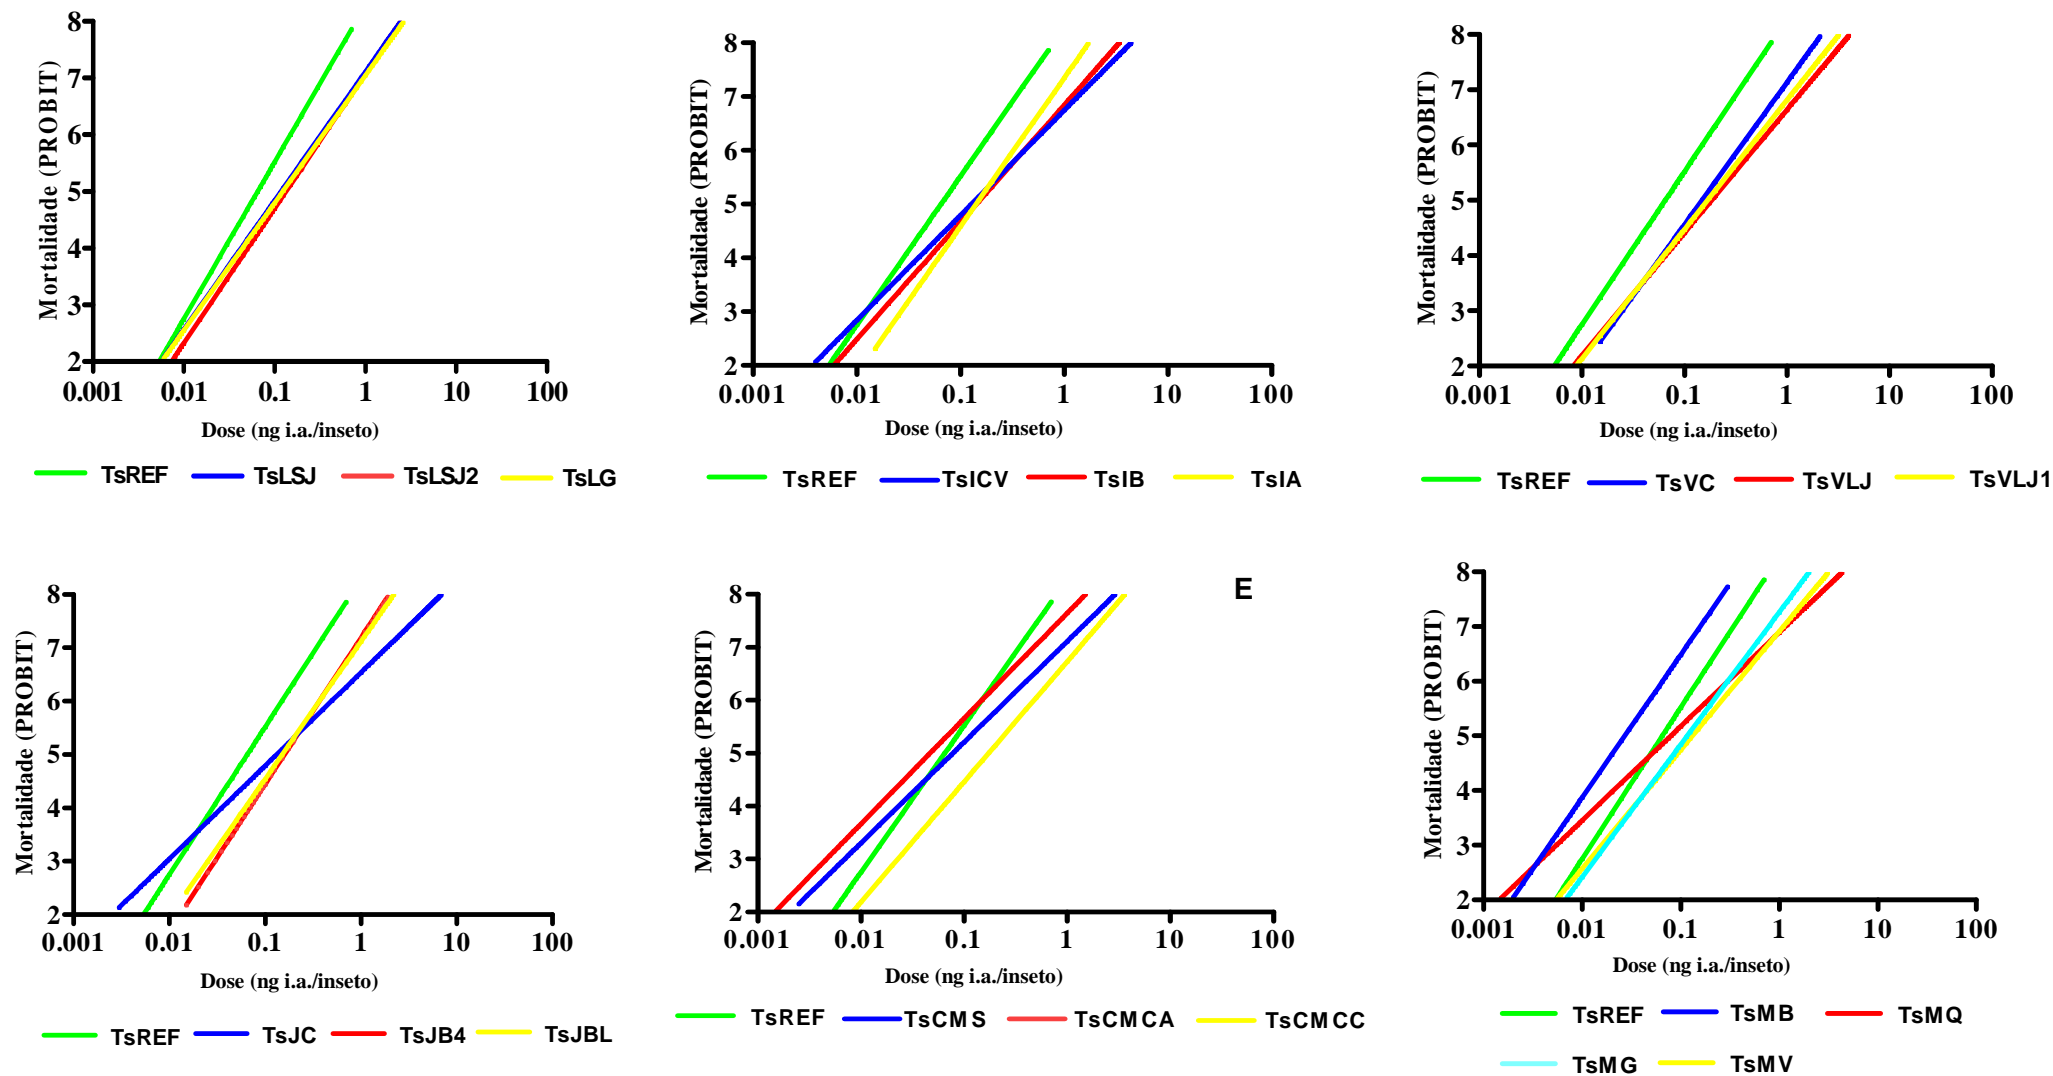 Mortalidade (PROBIT)
8
7
6
5
4
3
2
0.001 0.01 0.1 1 10 100
Dose (ng i.a./inseto)
TsREF TsLSJ TsLSJ2 TsLG
Mortalidade (PROBIT)
8
7
6
5
4
3
2
0.001 0.01 0.1 1 10 100
Dose (ng i.a./inseto)
TsREF TsICV TsIB TsIA
Mortalidade (PROBIT)
8
7
6
5
4
3
2
0.001 0.01 0.1 1 10 100
Dose (ng i.a./inseto)
TsREF TsVC TsVLJ TsVLJ1
Mortalidade (PROBIT)
8
7
6
5
4
3
2
0.001 0.01 0.1 1 10 100
Dose (ng i.a./inseto)
TsREF TsJC TsJB4 TsJBL
E
Mortalidade (PROBIT)
8
7
6
5
4
3
2
0.001 0.01 0.1 1 10 100
Dose (ng i.a./inseto)
TsREF TsCMS TsCMCA TsCMCC
Mortalidade (PROBIT)
8
7
6
5
4
3
2
0.001 0.01 0.1 1 10 100
Dose (ng i.a./inseto)
TsREF TsMB TsMQ
TsMG TsMV